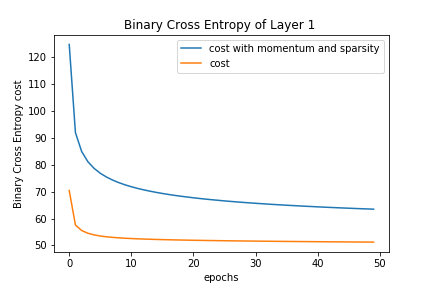 Binary Cross Entropy of Layer 1
cost with momentum and sparsity
cost
Binary Cross Entropy cost
120
110
100
90
80
70
60
50
0
10
20
30
40
50
epochs